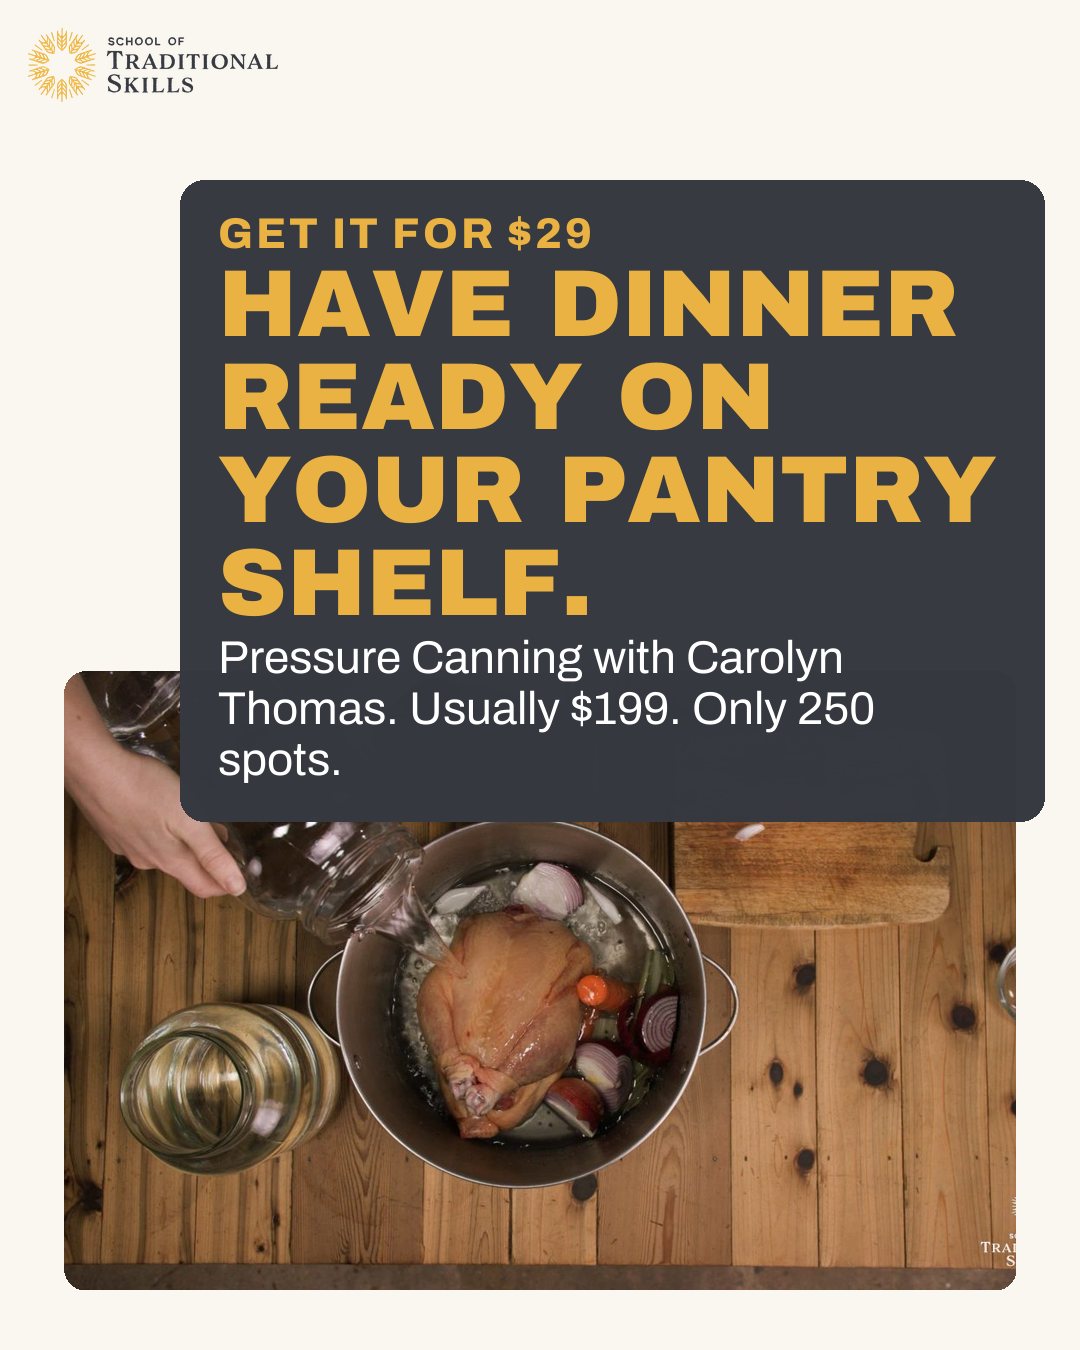 SCHOOL OF
TRADITIONAL
SKILLS
GET IT FOR $29
HAVE DINNER
READY ON
YOUR PANTRY
SHELF.
Pressure Canning with Carolyn
Thomas. Usually $199. Only 250
spots.